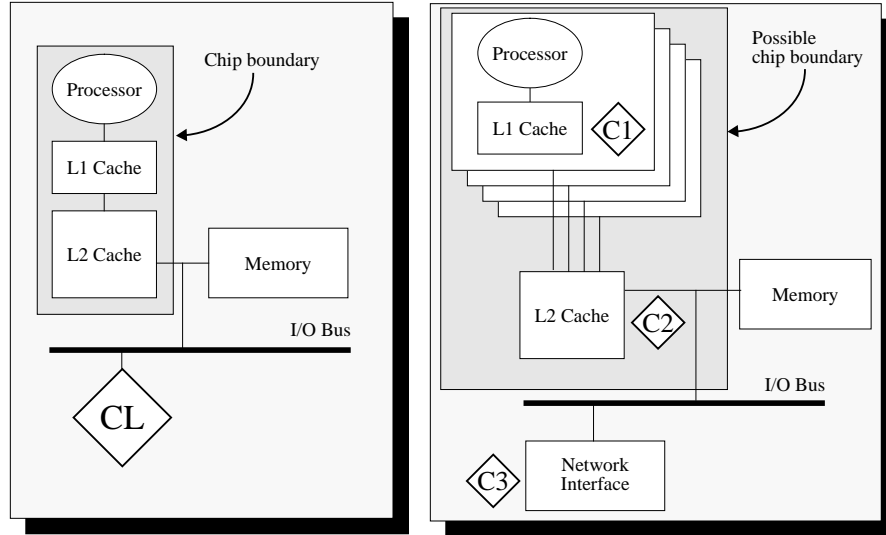 Chip boundary
Processor
L1 Cache
L2 Cache
Memory
I/O Bus
CL
Possible
chip boundary
Processor
L1 Cache
C1
L2 Cache
C2
Memory
I/O Bus
C3
Network
Interface